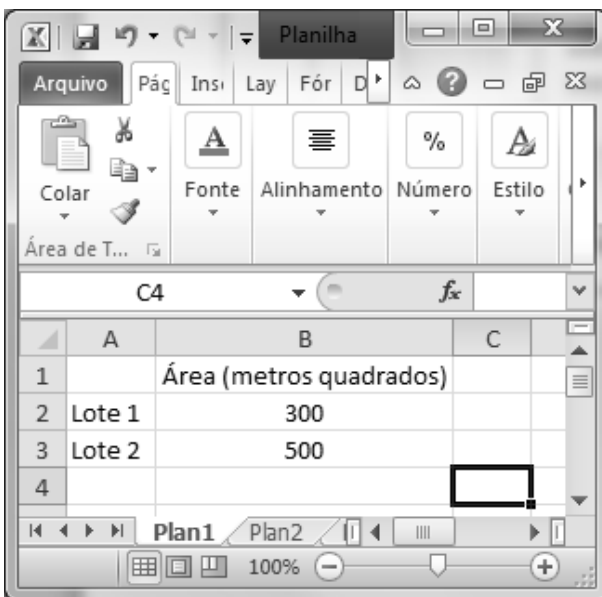 Planilha
Arquivo Pág Inse Lay Fór D
Colar Fonte Alinhamento Número Estilo
Área de T...
C4 fx
A B C
1 Área (metros quadrados)
2 Lote 1 300
3 Lote 2 500
4
Plan1 Plan2
100%